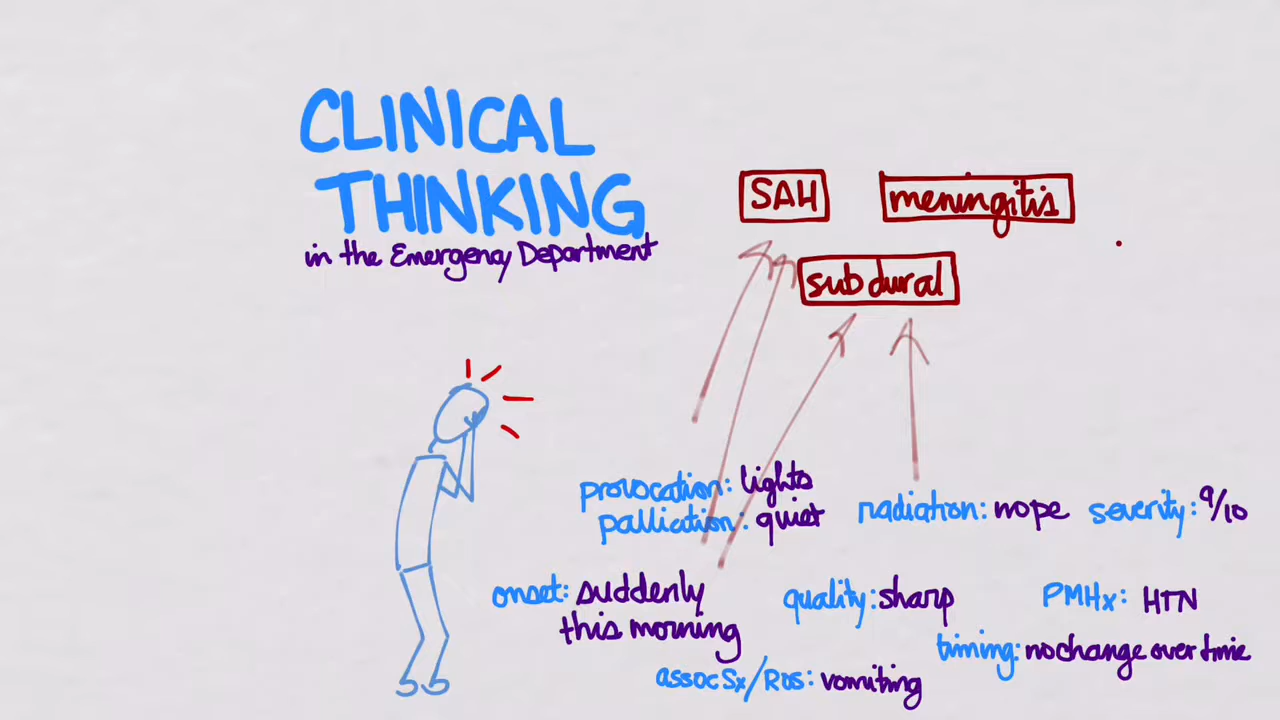 CLINICAL
THINKING
in the Emergency Department
SAH
meningitis
subdural
provocation: lights
palliation: quiet
radiation: nope
severity: 9/10
onset: suddenly
this morning
quality: sharp
PMHx: HTN
timing: no change over time
assoc Sx/ROS: vomiting